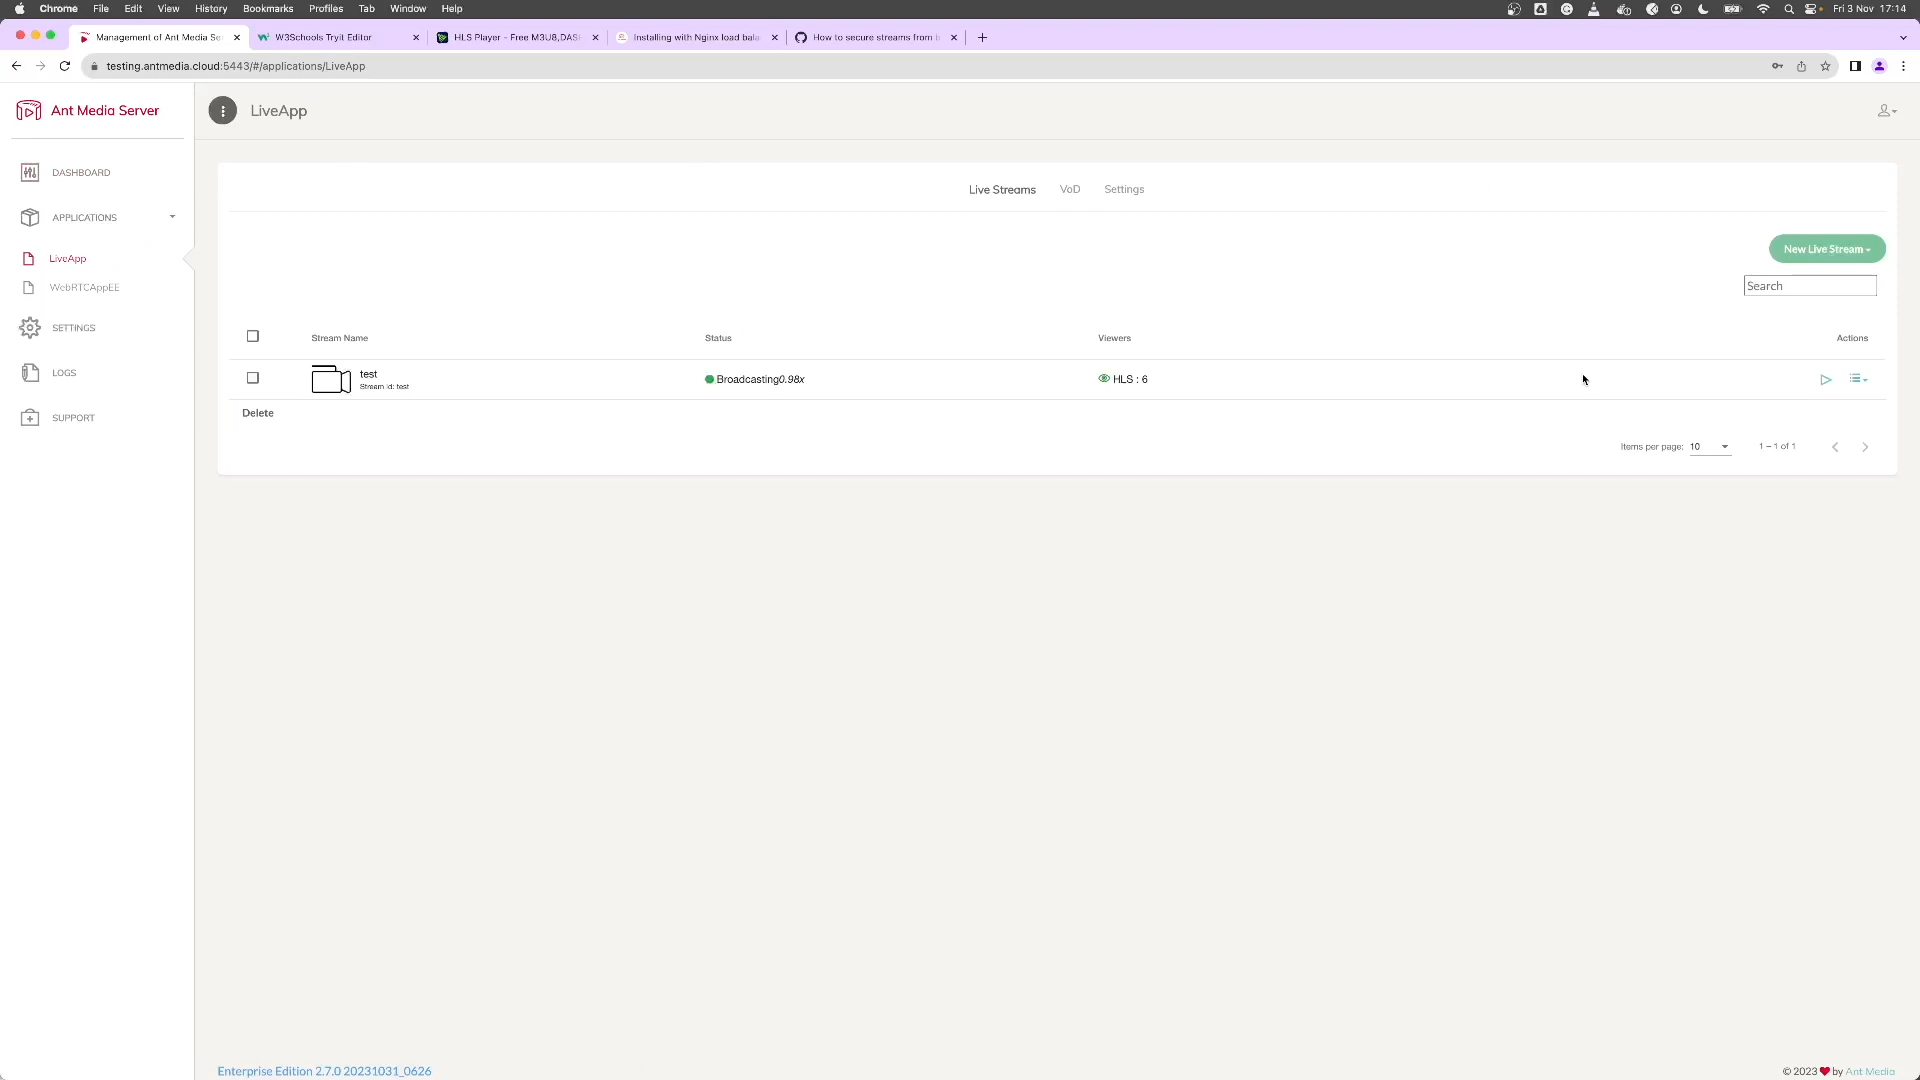 Chrome File Edit View History Bookmarks Profiles Tab Window Help Fri 3 Nov 17:14
Management of Ant Media Se W3Schools Tryit Editor HLS Player - Free M3U8,DAS Installing with Nginx load bala How to secure streams from b
testing.antmedia.cloud:5443/#/applications/LiveApp
Ant Media Server
LiveApp
DASHBOARD
APPLICATIONS
LiveApp
WebRTCAppEE
SETTINGS
LOGS
SUPPORT
Live Streams VoD Settings
New Live Stream
Search
Stream Name Status Viewers Actions
test
Stream Id: test
Broadcasting0.98x HLS : 6
Delete
Items per page: 10 1 – 1 of 1
Enterprise Edition 2.7.0 20231031_0626
© 2023 ❤ by Ant Media